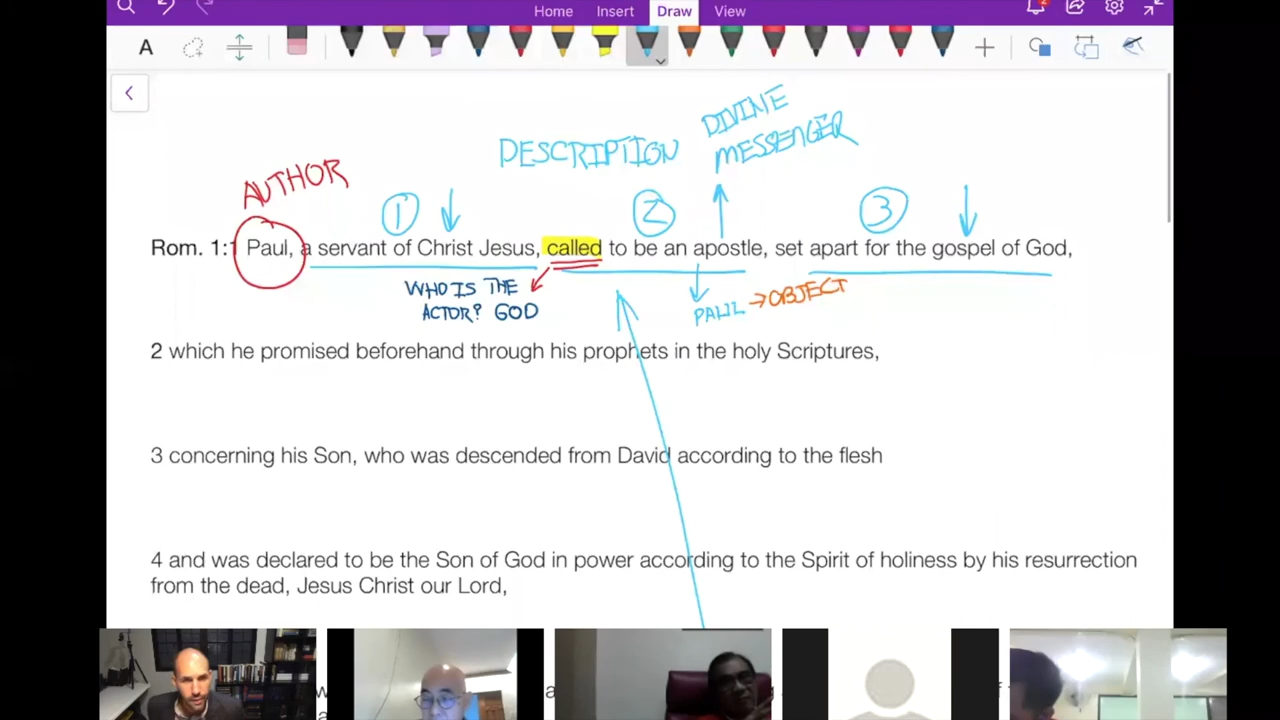 Home Insert Draw View
A
2
DIVINE
MESSENGER
DESCRIPTION
AUTHOR
1 2 3
Rom. 1:1 Paul, a servant of Christ Jesus, called to be an apostle, set apart for the gospel of God,
WHO IS THE
ACTOR? GOD
PAUL → OBJECT
2 which he promised beforehand through his prophets in the holy Scriptures,
3 concerning his Son, who was descended from David according to the flesh
4 and was declared to be the Son of God in power according to the Spirit of holiness by his resurrection
from the dead, Jesus Christ our Lord,